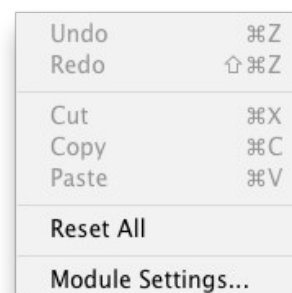 Undo ⌘Z
Redo ⇧⌘Z
Cut ⌘X
Copy ⌘C
Paste ⌘V
Reset All
Module Settings...